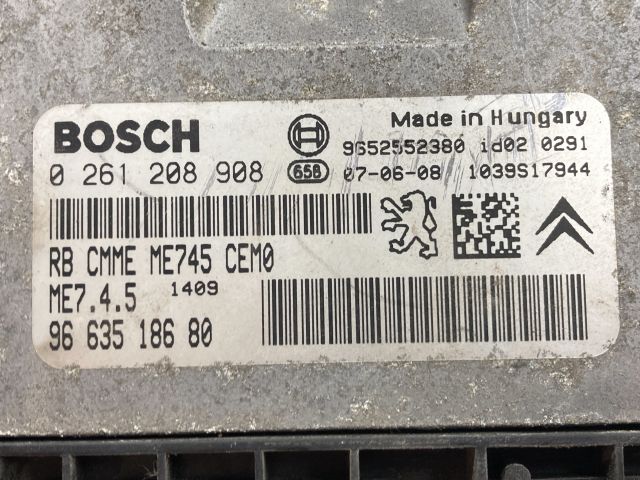 BOSCH
Made in Hungary
0 261 208 908
658
9652552380 id02 0291
07-06-08 1039S17944
RB CMME ME745 CEM0
ME7.4.5 1409
96 635 186 80